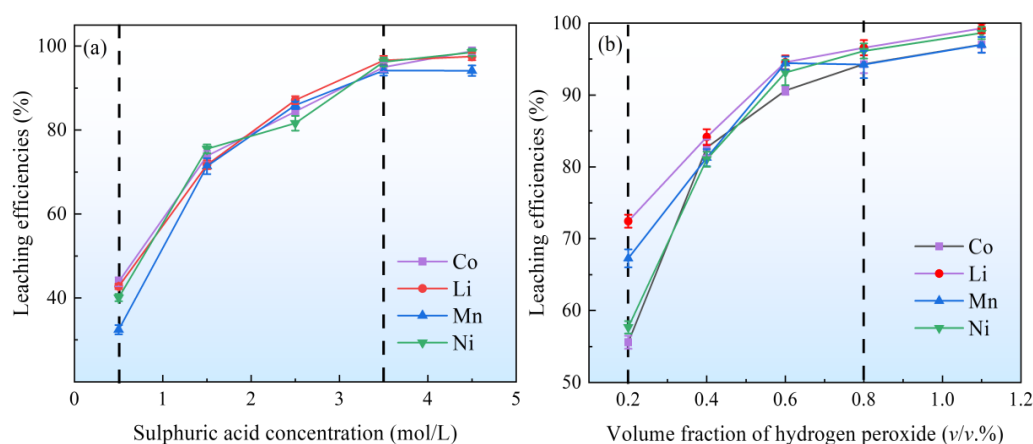 (a)
100
80
60
40
0
1
2
3
4
5
Leaching efficiencies (%)
Sulphuric acid concentration (mol/L)
Co
Li
Mn
Ni
(b)
100
90
80
70
60
50
0.2
0.4
0.6
0.8
1.0
1.2
Leaching efficiencies (%)
Volume fraction of hydrogen peroxide (v/v.%)
Co
Li
Mn
Ni